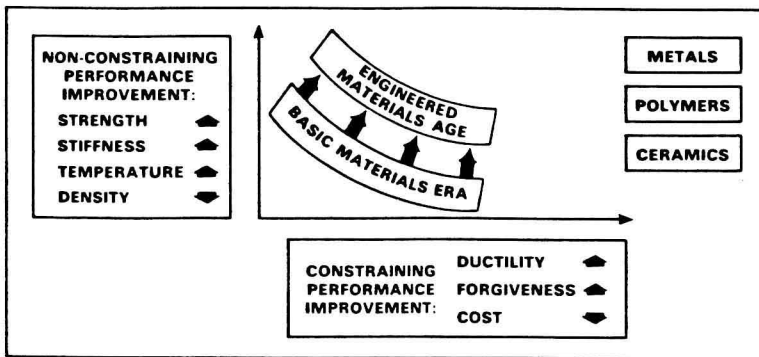 NON-CONSTRAINING
PERFORMANCE
IMPROVEMENT:
STRENGTH
STIFFNESS
TEMPERATURE
DENSITY
ENGINEERED
MATERIALS AGE
BASIC MATERIALS ERA
METALS
POLYMERS
CERAMICS
CONSTRAINING
PERFORMANCE
IMPROVEMENT:
DUCTILITY
FORGIVENESS
COST